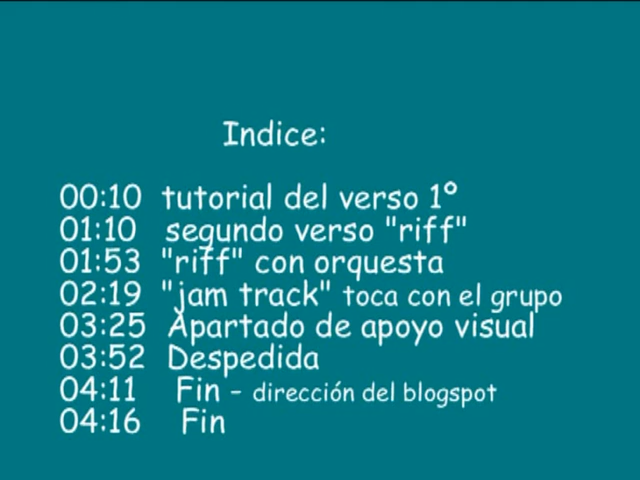 Indice:
00:10 tutorial del verso 1º
01:10 segundo verso "riff"
01:53 "riff" con orquesta
02:19 "jam track" toca con el grupo
03:25 Apartado de apoyo visual
03:52 Despedida
04:11 Fin - dirección del blogspot
04:16 Fin